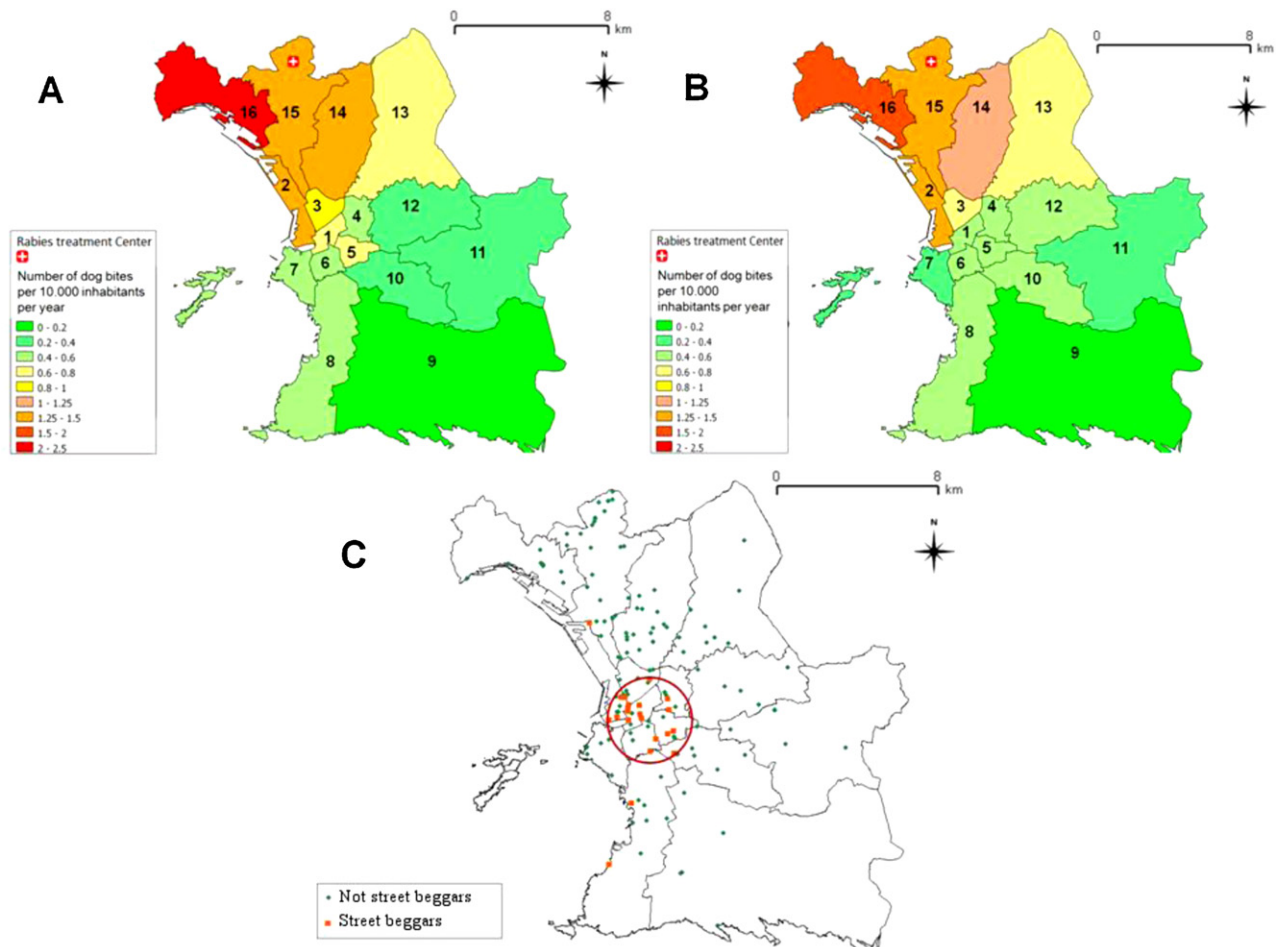 A
0 8
km
N
16
15
14
13
2
3
4
12
1
5
11
7
6
10
8
9
Rabies treatment Center
Number of dog bites
per 10.000 inhabitants
per year
0 - 0.2
0.2 - 0.4
0.4 - 0.6
0.6 - 0.8
0.8 - 1
1 - 1.25
1.25 - 1.5
1.5 - 2
2 - 2.5
B
0 8
km
N
16
15
14
13
2
3
4
12
1
5
11
7
6
10
8
9
Rabies treatment Center
Number of dog bites
per 10.000
inhabitants per year
0 - 0.2
0.2 - 0.4
0.4 - 0.6
0.6 - 0.8
0.8 - 1
1 - 1.25
1.25 - 1.5
1.5 - 2
2 - 2.5
C
0 8
km
N
Not street beggars
Street beggars